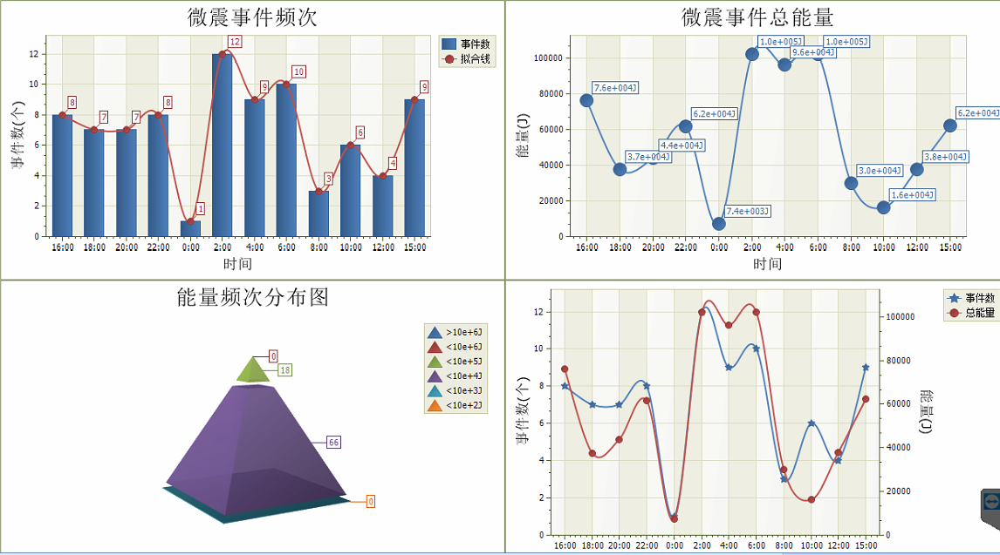 微震事件频次
事件数(个)
12
10
8
6
4
2
0
8
7
7
8
1
12
9
10
3
6
4
9
16:00 18:00 20:00 22:00 0:00 2:00 4:00 6:00 8:00 10:00 12:00 15:00
时间
事件数
拟合线
微震事件总能量
能量(J)
100000
80000
60000
40000
20000
0
7.6e+004J
3.7e+004J
4.4e+004J
6.2e+004J
7.4e+003J
1.0e+005J
9.6e+004J
1.0e+005J
3.0e+004J
1.6e+004J
3.8e+004J
6.2e+004J
16:00 18:00 20:00 22:00 0:00 2:00 4:00 6:00 8:00 10:00 12:00 15:00
时间
能量频次分布图
0
18
66
0
>10e+6J
<10e+6J
<10e+5J
<10e+4J
<10e+3J
<10e+2J
事件数(个)
12
10
8
6
4
2
0
16:00 18:00 20:00 22:00 0:00 2:00 4:00 6:00 8:00 10:00 12:00 15:00
100000
80000
60000
40000
20000
0
能量(J)
事件数
总能量